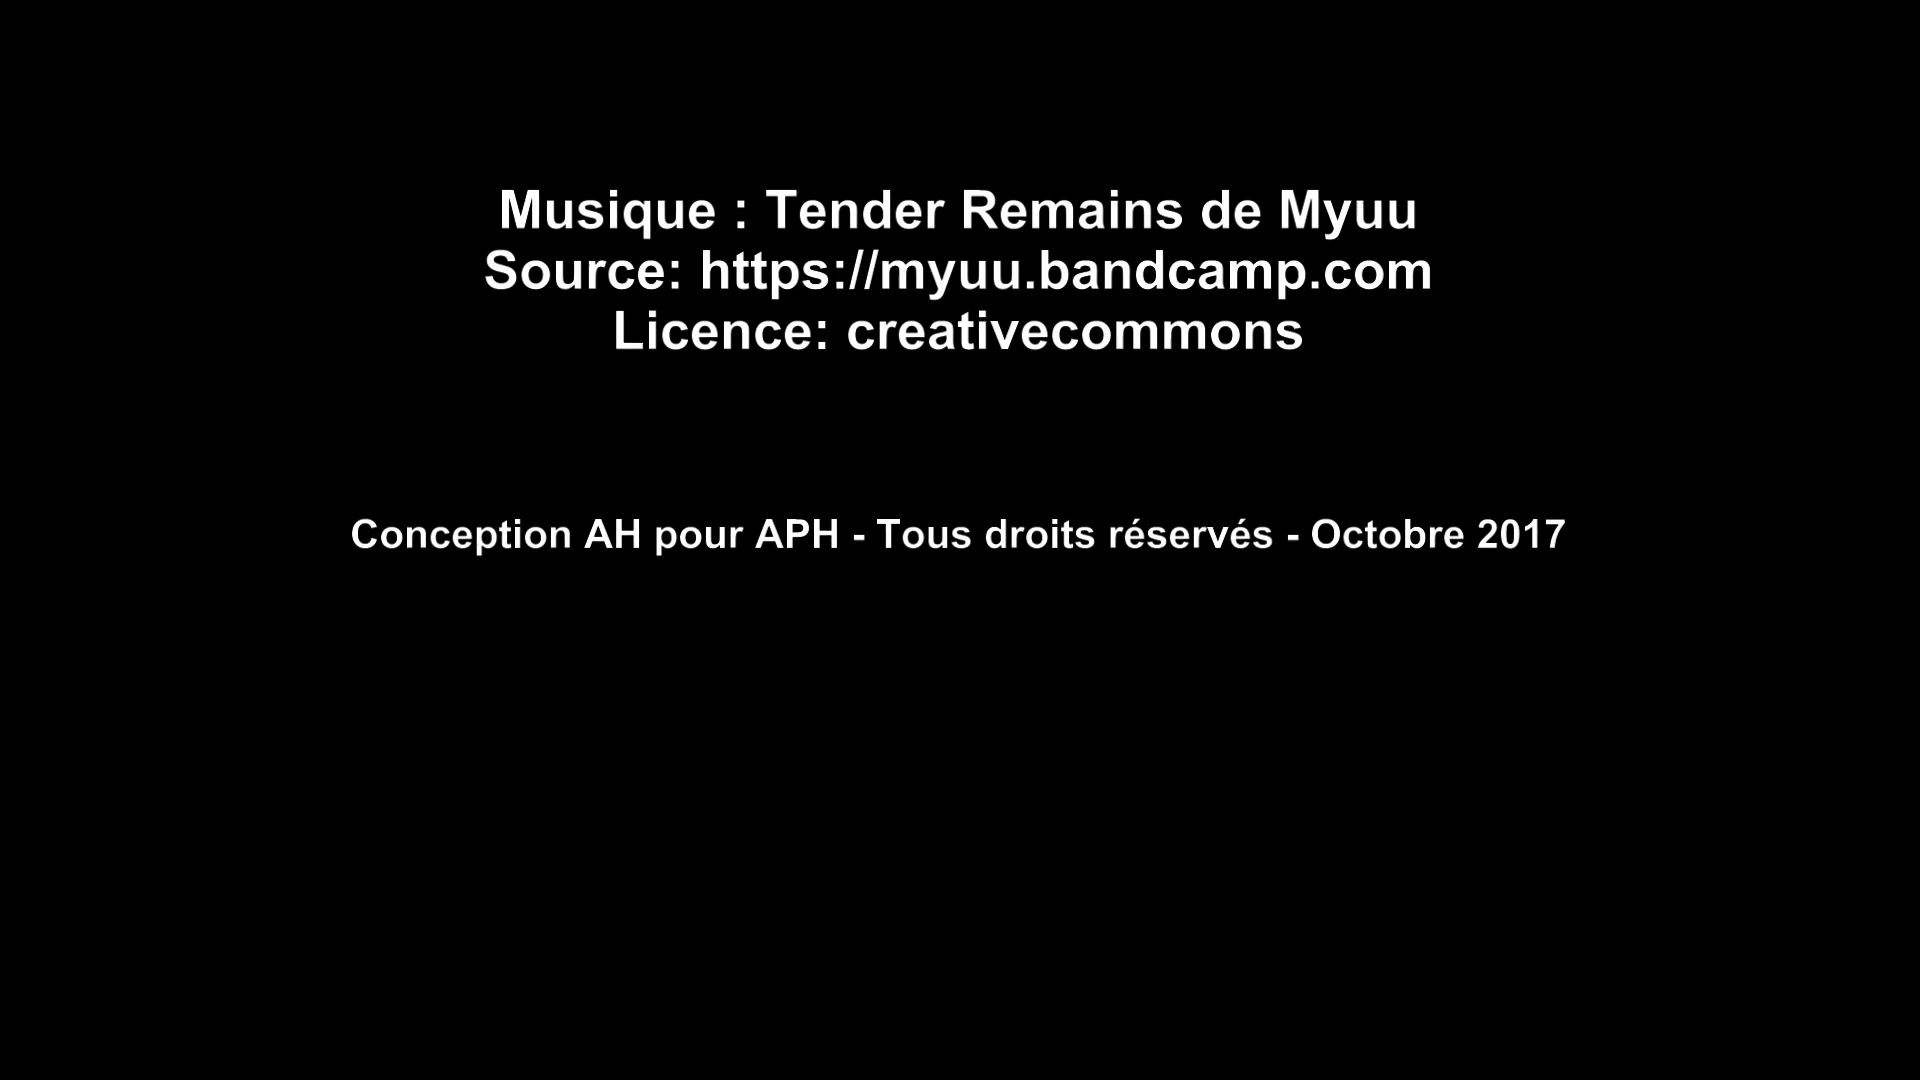 Musique : Tender Remains de Myuu
Source: https://myuu.bandcamp.com
Licence: creativecommons
Conception AH pour APH - Tous droits réservés - Octobre 2017